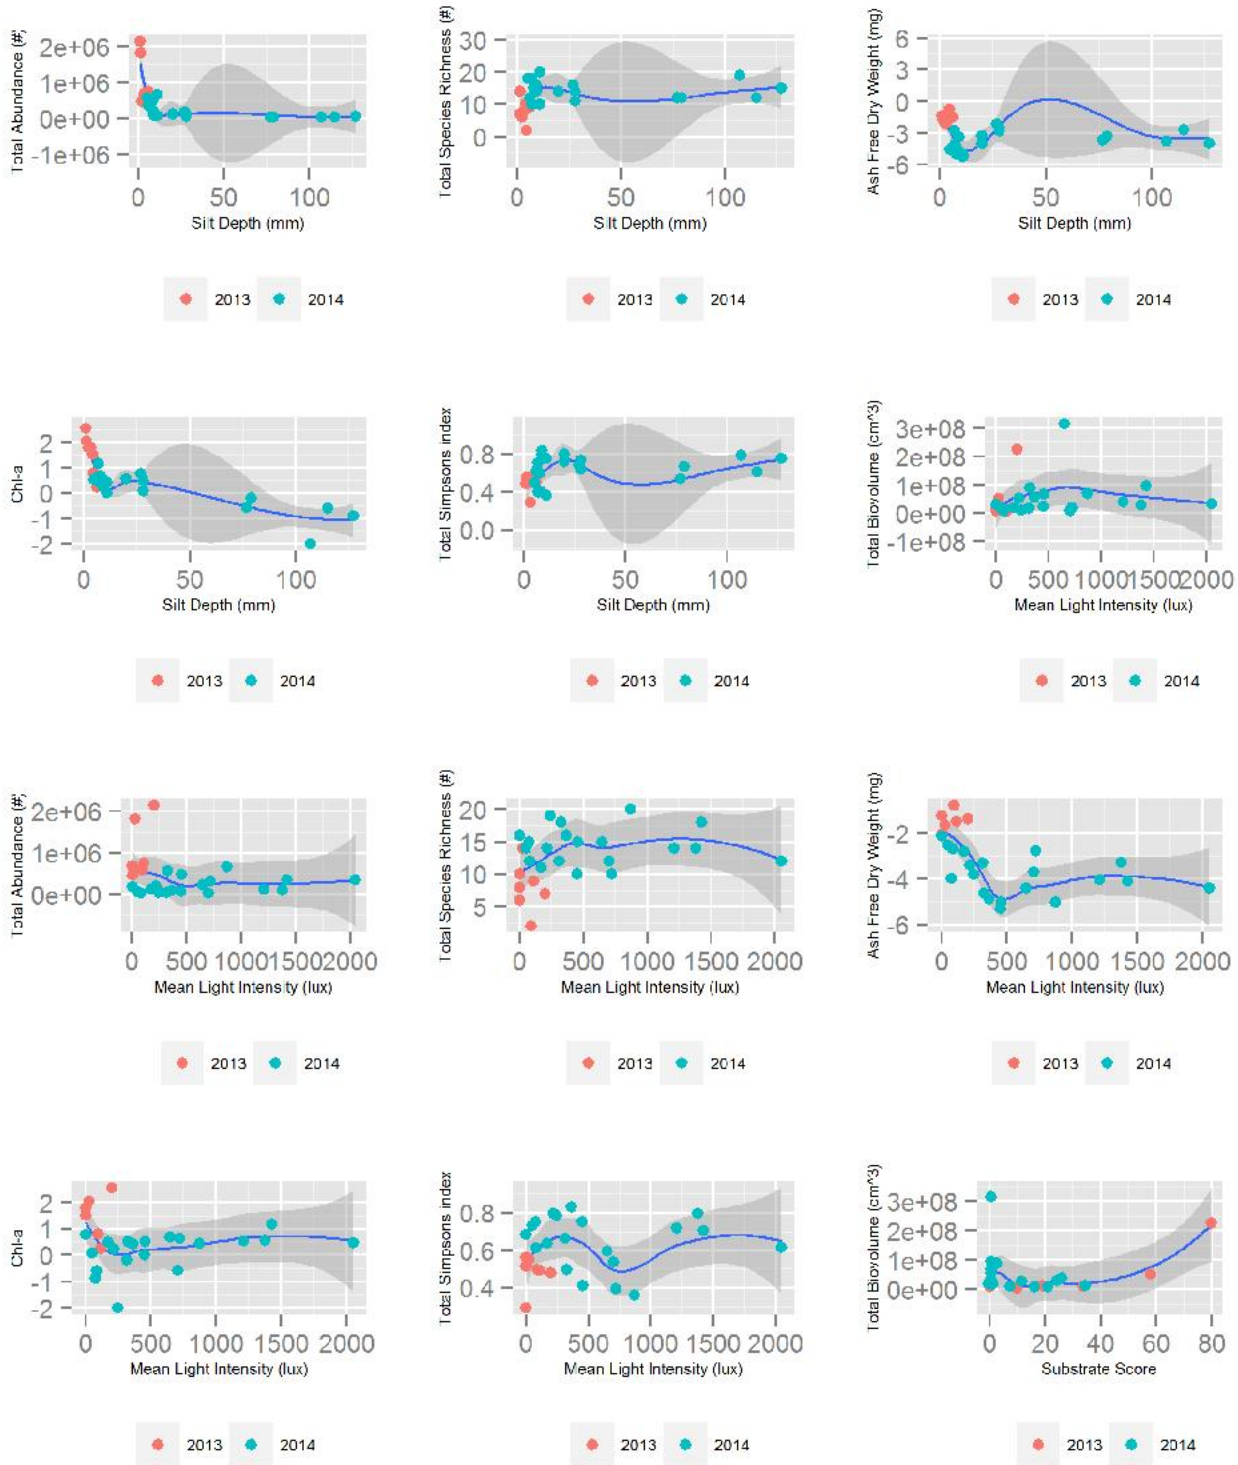 Total Abundance (#)
2e+06
1e+06
0e+00
-1e+06
0 50 100
Silt Depth (mm)
2013 2014
Total Species Richness (#)
30
20
10
0
0 50 100
Silt Depth (mm)
2013 2014
Ash Free Dry Weight (mg)
6
3
0
-3
-6
0 50 100
Silt Depth (mm)
2013 2014
Chl-a
2
1
0
-1
-2
0 50 100
Silt Depth (mm)
2013 2014
Total Simpsons index
0.8
0.4
0.0
0 50 100
Silt Depth (mm)
2013 2014
Total Biovolume (cm^3)
3e+08
2e+08
1e+08
0e+00
-1e+08
0 500 1000 1500 2000
Mean Light Intensity (lux)
2013 2014
Total Abundance (#)
2e+06
1e+06
0e+00
0 500 1000 1500 2000
Mean Light Intensity (lux)
2013 2014
Total Species Richness (#)
20
15
10
5
0 500 1000 1500 2000
Mean Light Intensity (lux)
2013 2014
Ash Free Dry Weight (mg)
-2
-4
-6
0 500 1000 1500 2000
Mean Light Intensity (lux)
2013 2014
Chl-a
2
1
0
-1
-2
0 500 1000 1500 2000
Mean Light Intensity (lux)
2013 2014
Total Simpsons index
0.8
0.6
0.4
0 500 1000 1500 2000
Mean Light Intensity (lux)
2013 2014
Total Biovolume (cm^3)
3e+08
2e+08
1e+08
0e+00
0 20 40 60 80
Substrate Score
2013 2014